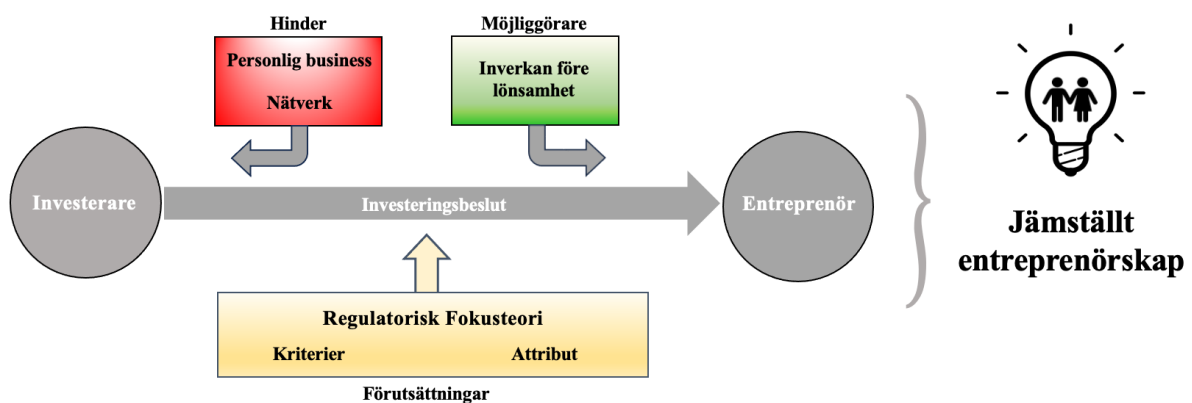 Hinder
Personlig business
Nätverk
Möjliggörare
Inverkan före
lönsamhet
Investerare
Investeringsbeslut
Entreprenör
Jämställt
entreprenörskap
Regulatorisk Fokusteori
Kriterier
Attribut
Förutsättningar